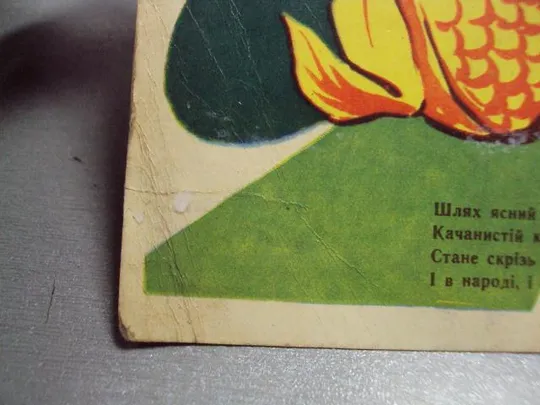 Шлях ясний
Качанистій к
Стане скрізь
І в народі, і